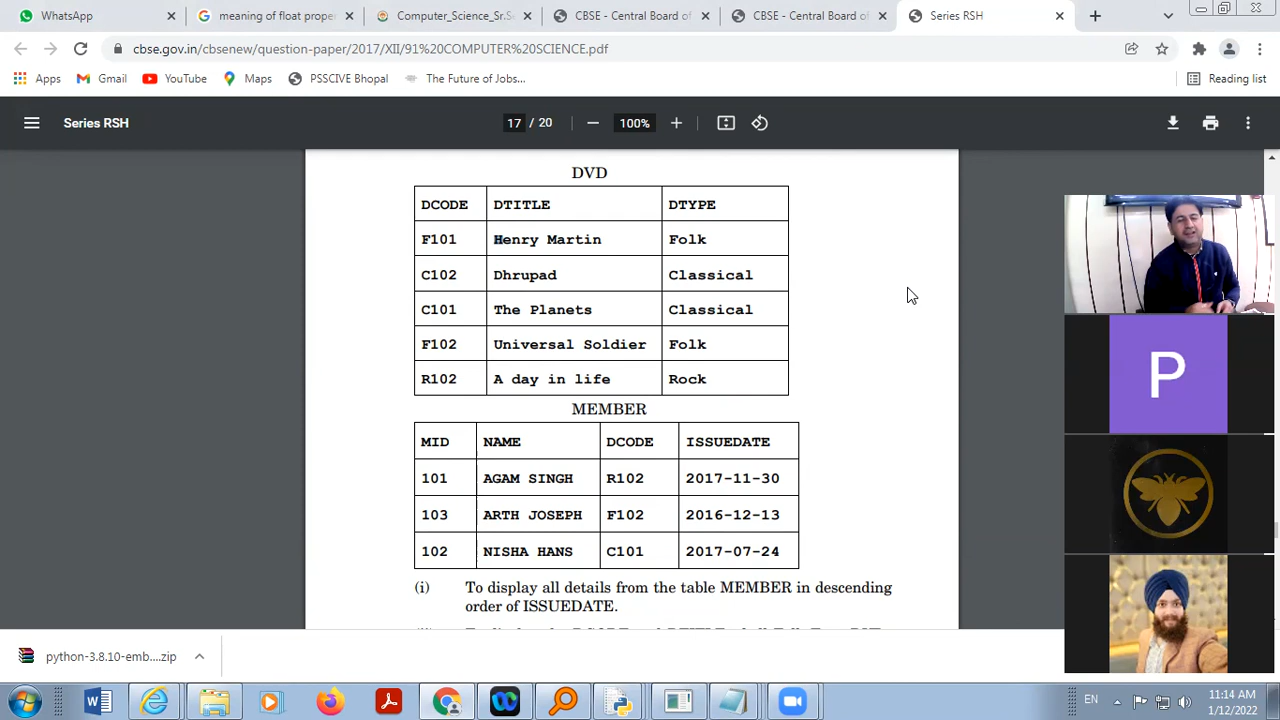 WhatsApp
meaning of float prope
Computer_Science_Sr.Se
CBSE - Central Board of
CBSE - Central Board of
Series RSH
cbse.gov.in/cbsenew/question-paper/2017/XII/91%20COMPUTER%20SCIENCE.pdf
Apps
Gmail
YouTube
Maps
PSSCIVE Bhopal
The Future of Jobs...
Reading list
Series RSH
17 / 20
100%
DVD
DCODE DTITLE DTYPE
F101 Henry Martin Folk
C102 Dhrupad Classical
C101 The Planets Classical
F102 Universal Soldier Folk
R102 A day in life Rock
MEMBER
MID NAME DCODE ISSUEDATE
101 AGAM SINGH R102 2017-11-30
103 ARTH JOSEPH F102 2016-12-13
102 NISHA HANS C101 2017-07-24
(i) To display all details from the table MEMBER in descending
order of ISSUEDATE.
P
python-3.8.10-emb....zip
EN
11:14 AM
1/12/2022